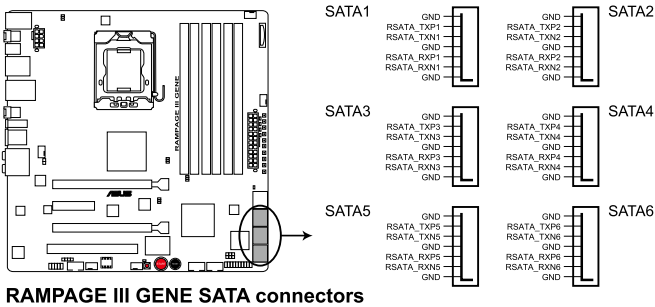 SATA1
GND
RSATA_TXP1
RSATA_TXN1
GND
RSATA_RXP1
RSATA_RXN1
GND
SATA2
GND
RSATA_TXP2
RSATA_TXN2
GND
RSATA_RXP2
RSATA_RXN2
GND
SATA3
GND
RSATA_TXP3
RSATA_TXN3
GND
RSATA_RXP3
RSATA_RXN3
GND
SATA4
GND
RSATA_TXP4
RSATA_TXN4
GND
RSATA_RXP4
RSATA_RXN4
GND
SATA5
GND
RSATA_TXP5
RSATA_TXN5
GND
RSATA_RXP5
RSATA_RXN5
GND
SATA6
GND
RSATA_TXP6
RSATA_TXN6
GND
RSATA_RXP6
RSATA_RXN6
GND
RAMPAGE III GENE
ASUS
RAMPAGE III GENE SATA connectors